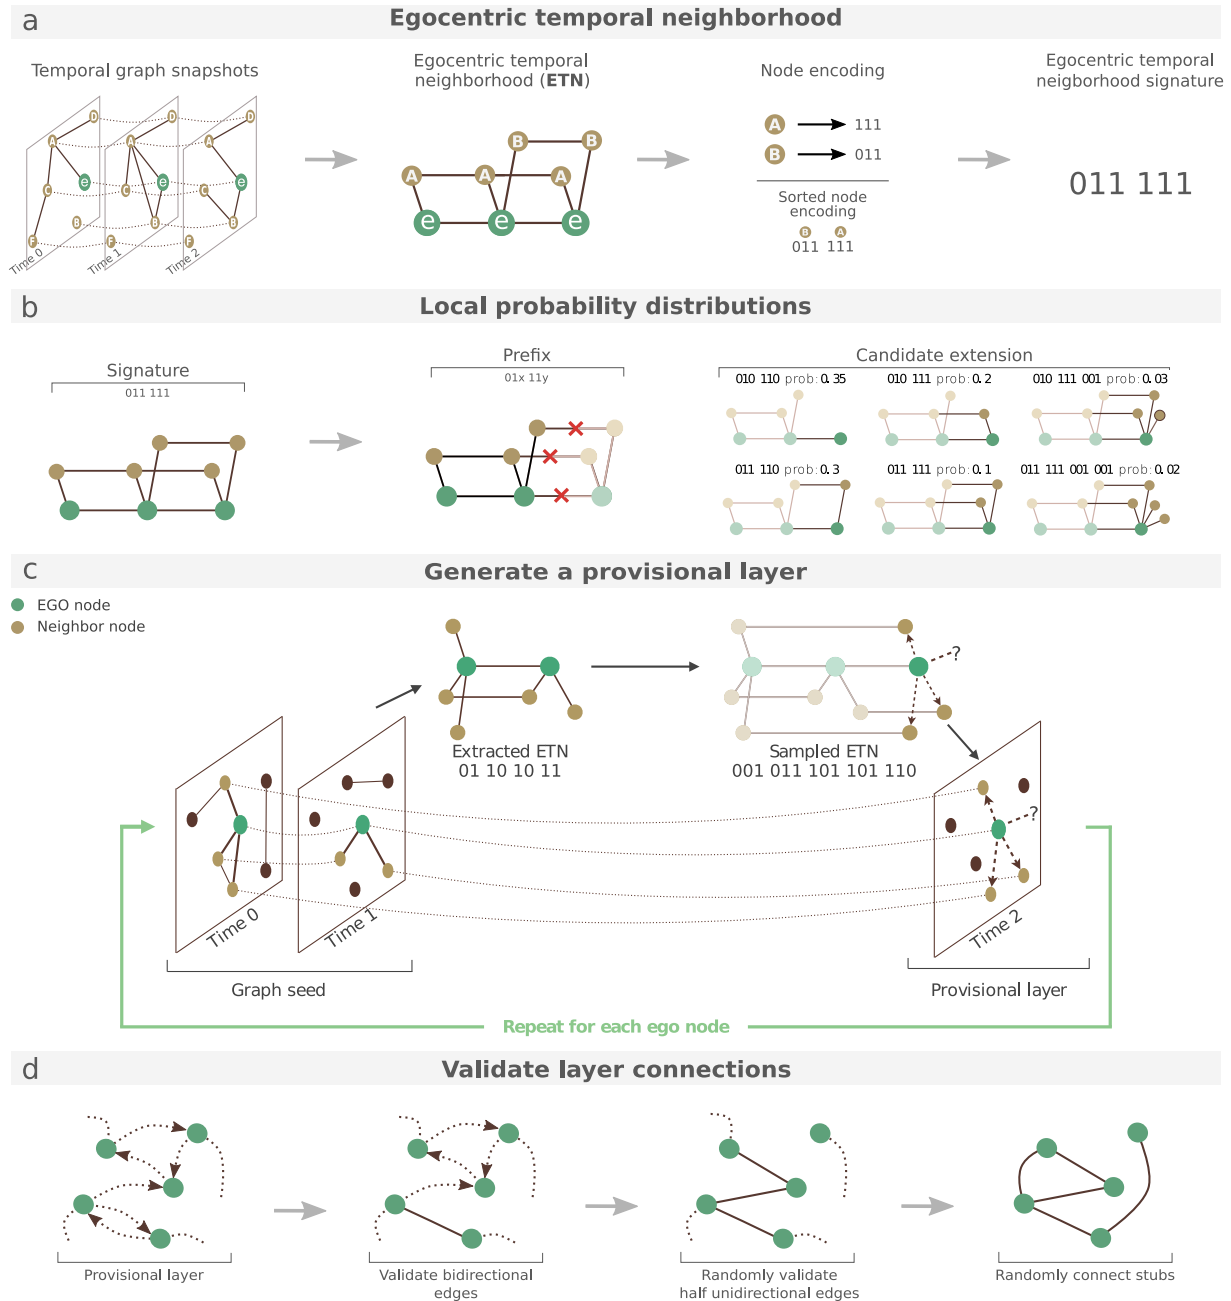 a
Egocentric temporal neighborhood
Temporal graph snapshots
Egocentric temporal
neighborhood (ETN)
Node encoding
Egocentric temporal
neigborhood signature
D
A
C
e
B
F
Time 0
D
A
C
e
B
F
Time 1
D
A
C
e
B
F
Time 2
B B
A A A
e e e
A 111
B 011
Sorted node
encoding
B A
011 111
011 111
b
Local probability distributions
Signature
011 111
Prefix
01x 11y
Candidate extension
010 110 prob:0.35
010 111 prob:0.2
010 111 001 prob:0.03
011 110 prob:0.3
011 111 prob:0.1
011 111 001 001 prob:0.02
c
Generate a provisional layer
EGO node
Neighbor node
?
Extracted ETN
01 10 10 11
Sampled ETN
001 011 101 101 110
?
Time 0
Time 1
Time 2
Graph seed
Provisional layer
Repeat for each ego node
d
Validate layer connections
Provisional layer
Validate bidirectional
edges
Randomly validate
half unidirectional edges
Randomly connect stubs